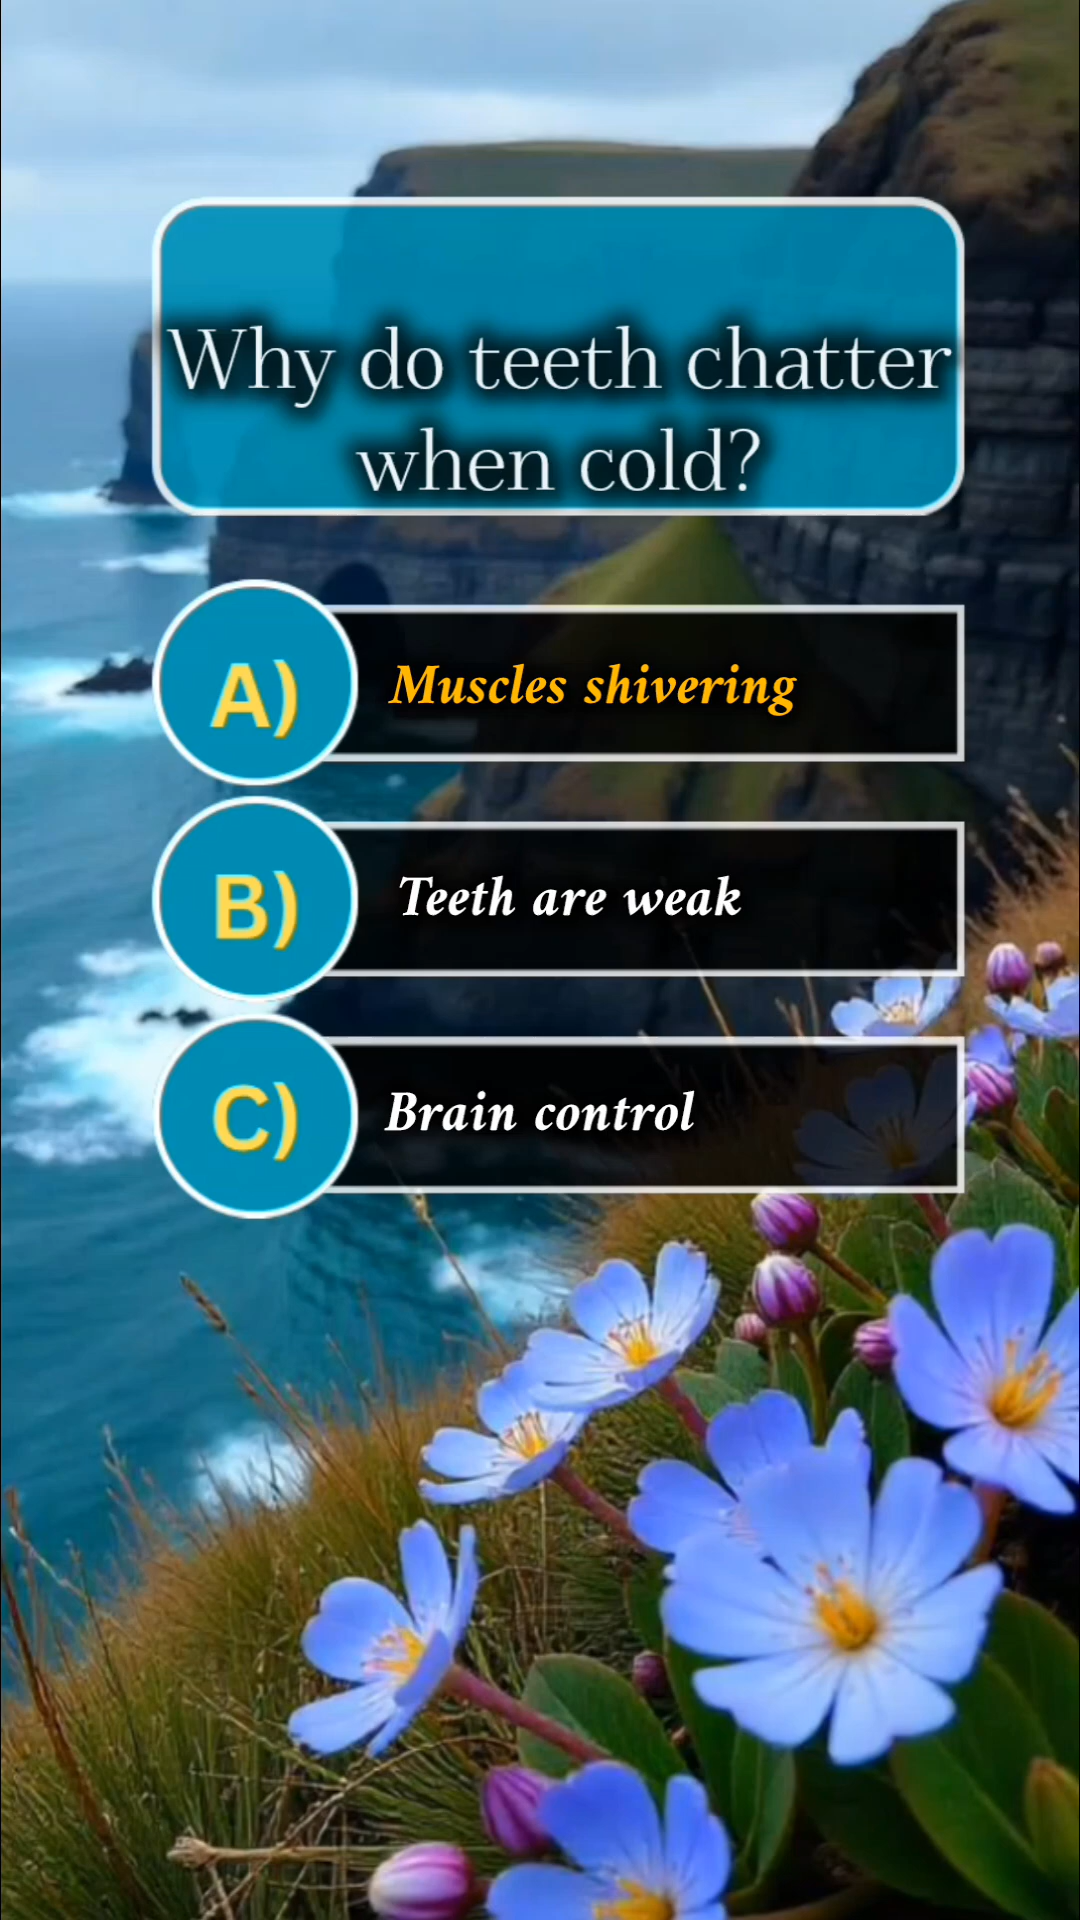 Why do teeth chatter
when cold?
A) Muscles shivering
B) Teeth are weak
C) Brain control